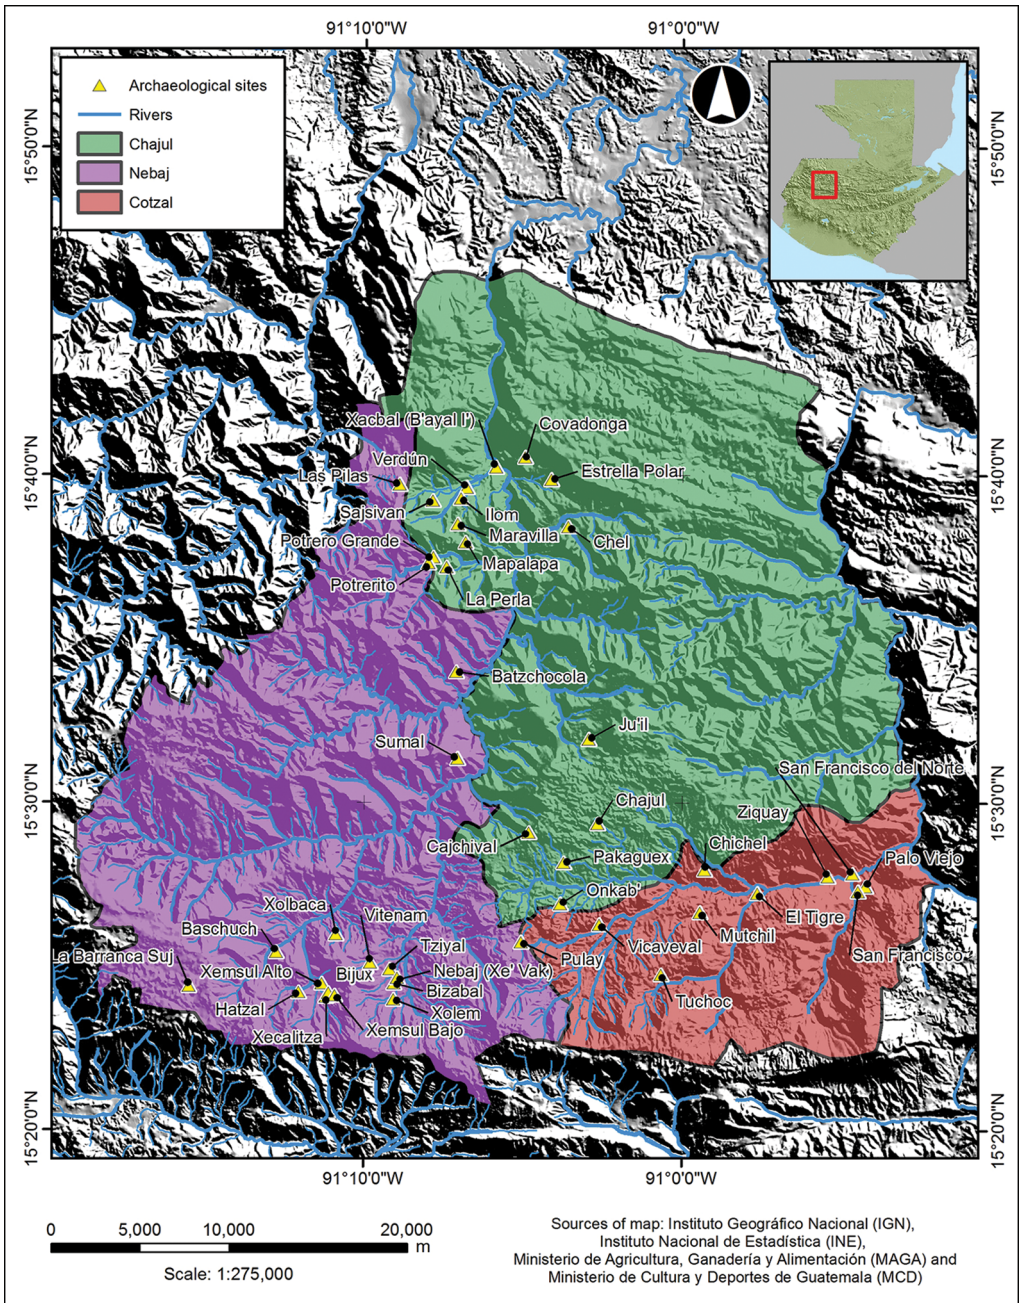 91°10'0"W
91°0'0"W
Archaeological sites
Rivers
Chajul
Nebaj
Cotzal
15°50'0"N
15°50'0"N
Xacbal (B'ayal I')
Covadonga
Verdún
Las Pilas
Estrella Polar
15°40'0"N
15°40'0"N
Sajsivan
Ilom
Maravilla
Chel
Potrero Grande
Mapalapa
Potrerito
La Perla
Batzchocola
Ju'il
Sumal
San Francisco del Norte
15°30'0"N
15°30'0"N
Chajul
Ziquay
Cajchival
Chichel
Pakaguex
Palo Viejo
Onkab'
Xolbaca
Vitenam
El Tigre
Baschuch
Mutchil
Tziyal
Vicaveval
La Barranca Suj
Pulay
San Francisco
Xemsul Alto
Bijux
Nebaj (Xe' Vak)
Bizabal
Tuchoc
Hatzal
Xolem
Xecalitza
Xemsul Bajo
15°20'0"N
15°20'0"N
91°10'0"W
91°0'0"W
0 5,000 10,000 20,000
m
Scale: 1:275,000
Sources of map: Instituto Geográfico Nacional (IGN),
Instituto Nacional de Estadística (INE),
Ministerio de Agricultura, Ganadería y Alimentación (MAGA) and
Ministerio de Cultura y Deportes de Guatemala (MCD)